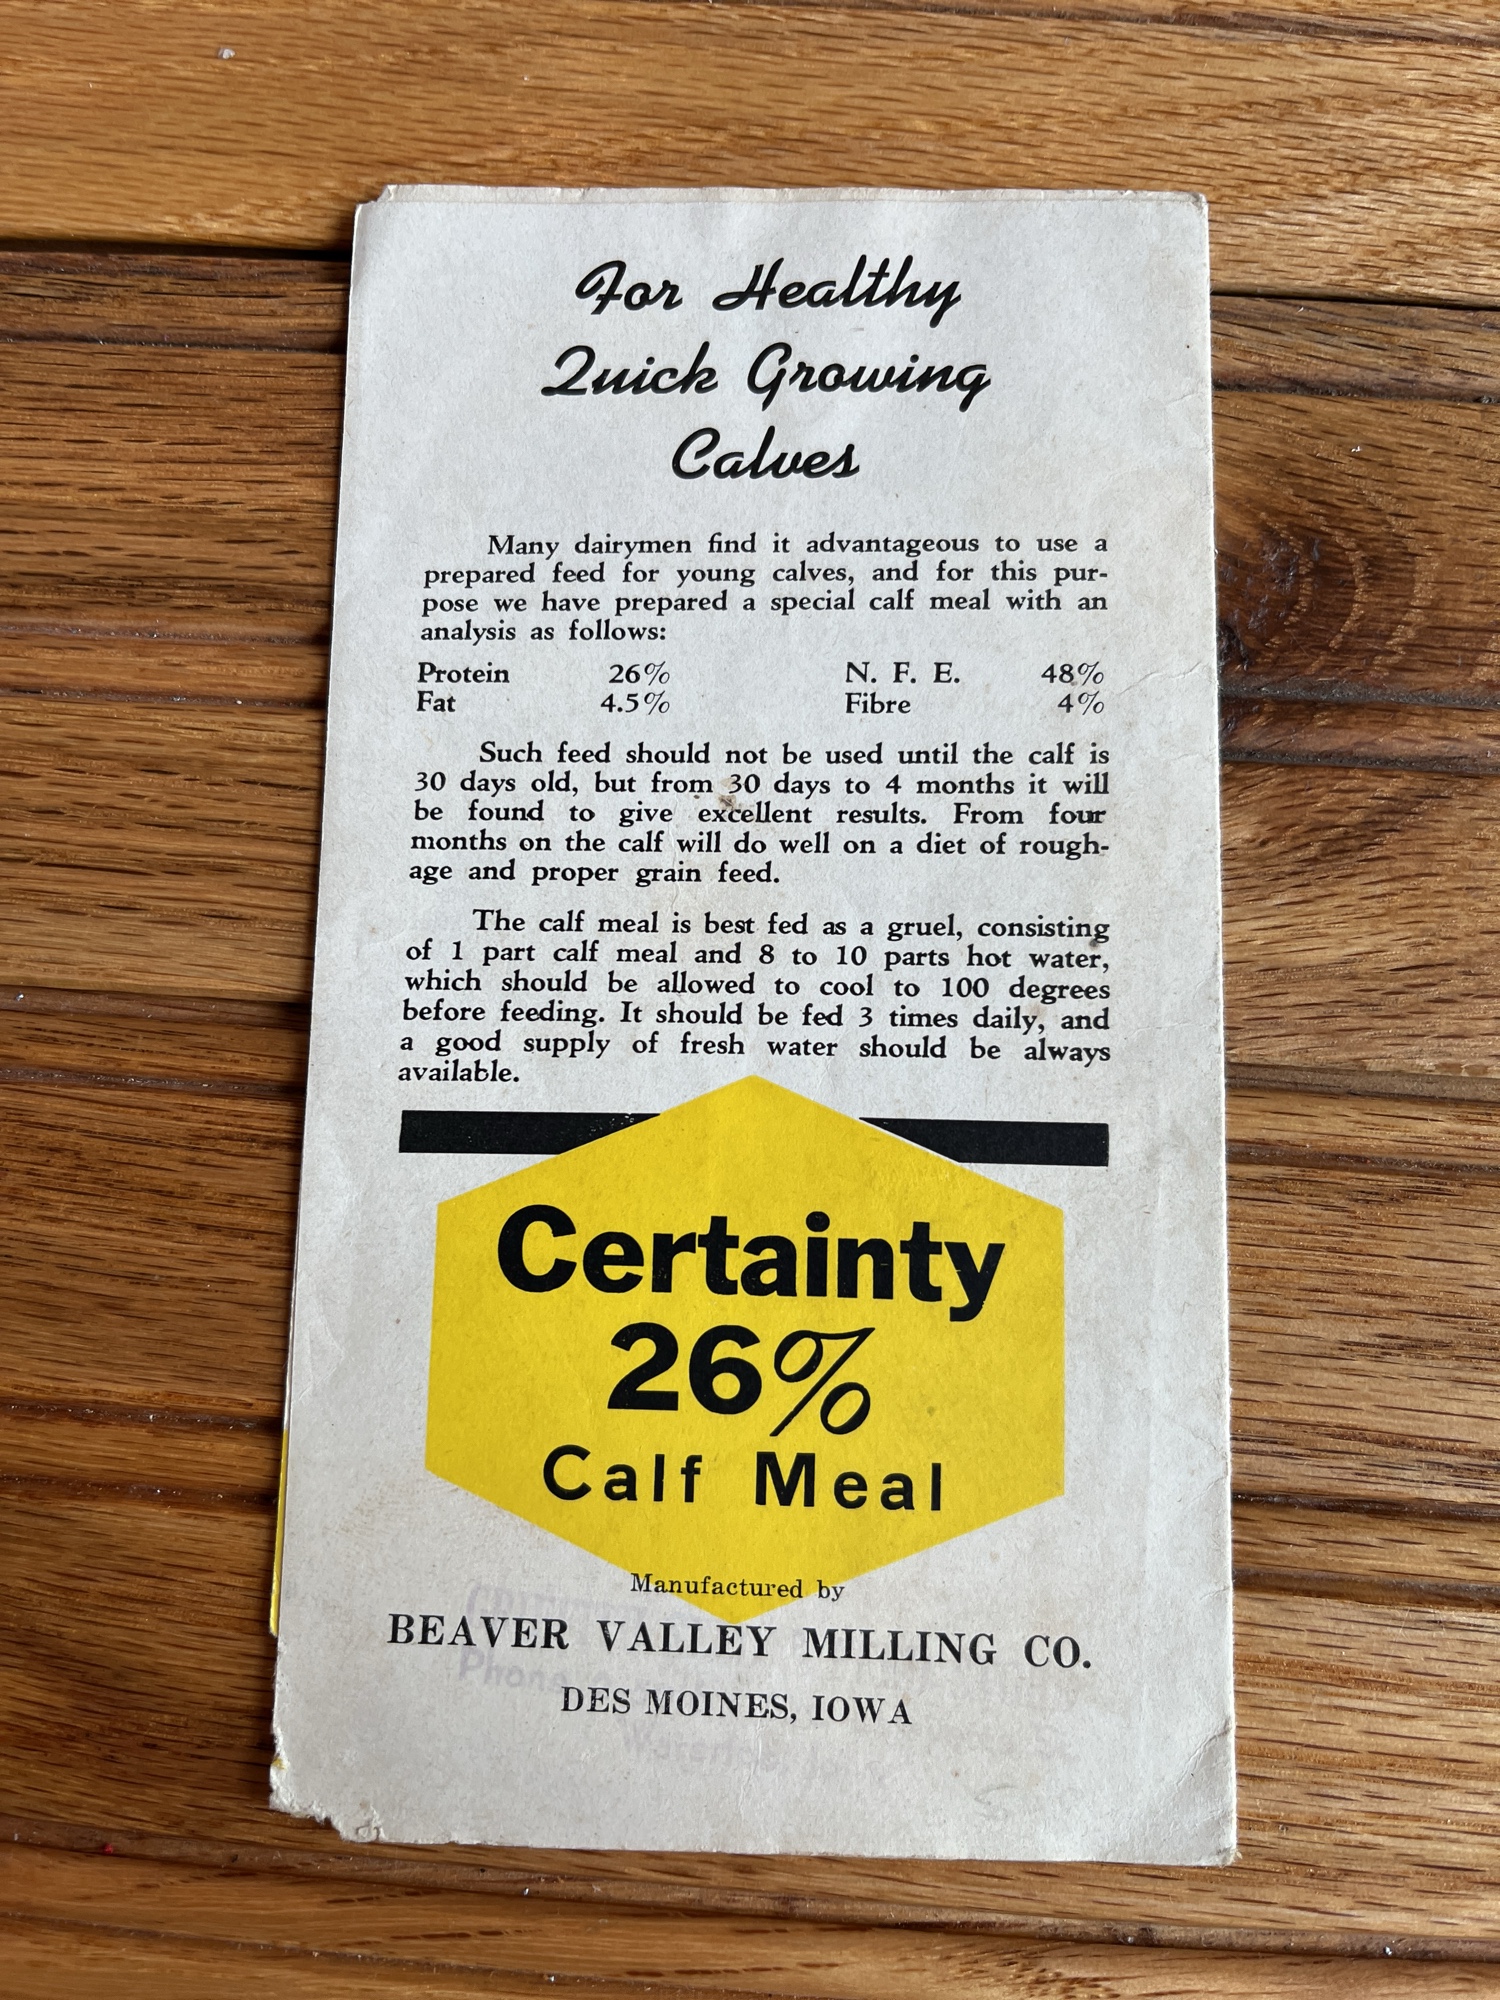 For Healthy
Quick Growing
Calves
Many dairymen find it advantageous to use a
prepared feed for young calves, and for this pur-
pose we have prepared a special calf meal with an
analysis as follows:
Protein 26% N. F. E. 48%
Fat 4.5% Fibre 4%
Such feed should not be used until the calf is
30 days old, but from 30 days to 4 months it will
be found to give excellent results. From four
months on the calf will do well on a diet of rough-
age and proper grain feed.
The calf meal is best fed as a gruel, consisting
of 1 part calf meal and 8 to 10 parts hot water,
which should be allowed to cool to 100 degrees
before feeding. It should be fed 3 times daily, and
a good supply of fresh water should be always
available.
Certainty
26%
Calf Meal
Manufactured by
BEAVER VALLEY MILLING CO.
Phone
DES MOINES, IOWA